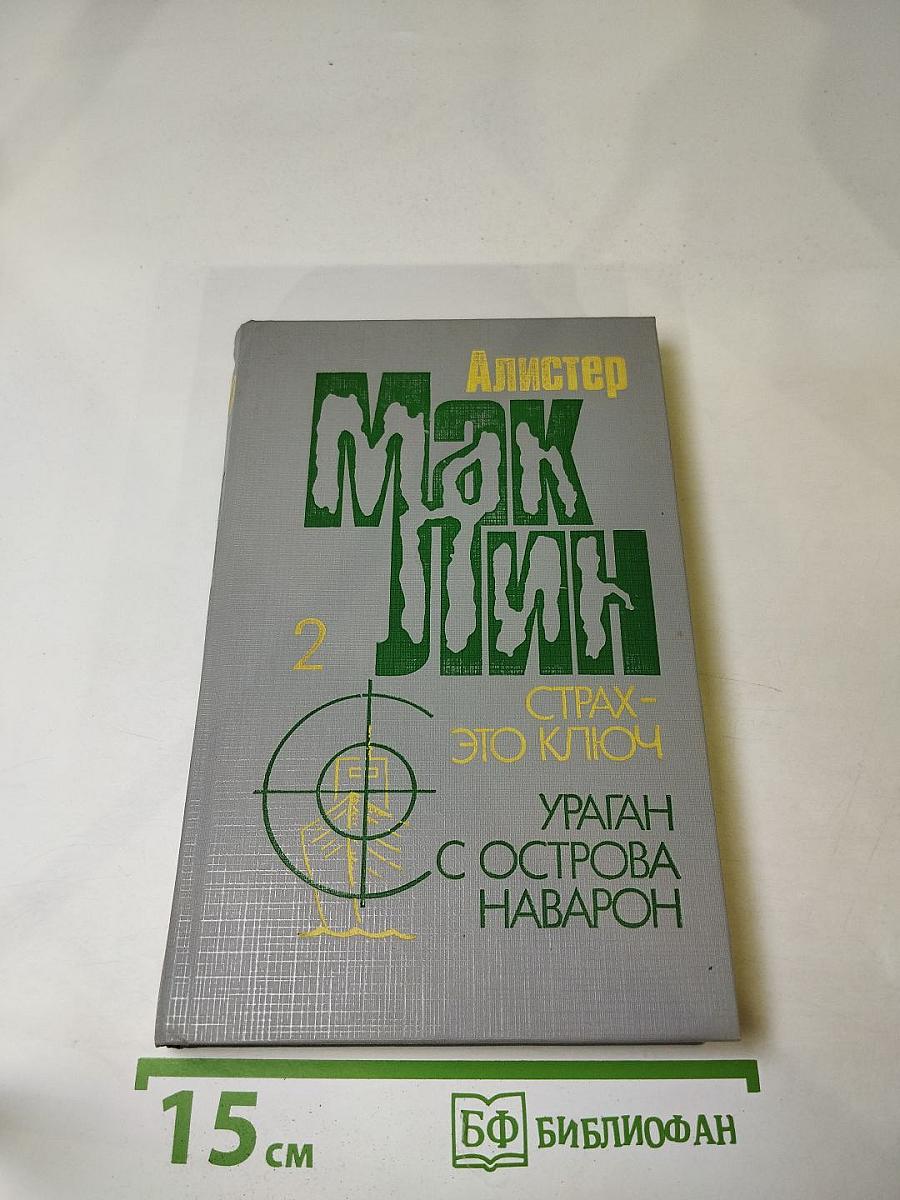 Алистер
Мак
Лин
2
СТРАХ-
ЭТО КЛЮЧ
УРАГАН
С ОСТРОВА
НАВАРОН
15 см
БФ БИБЛИОФАН